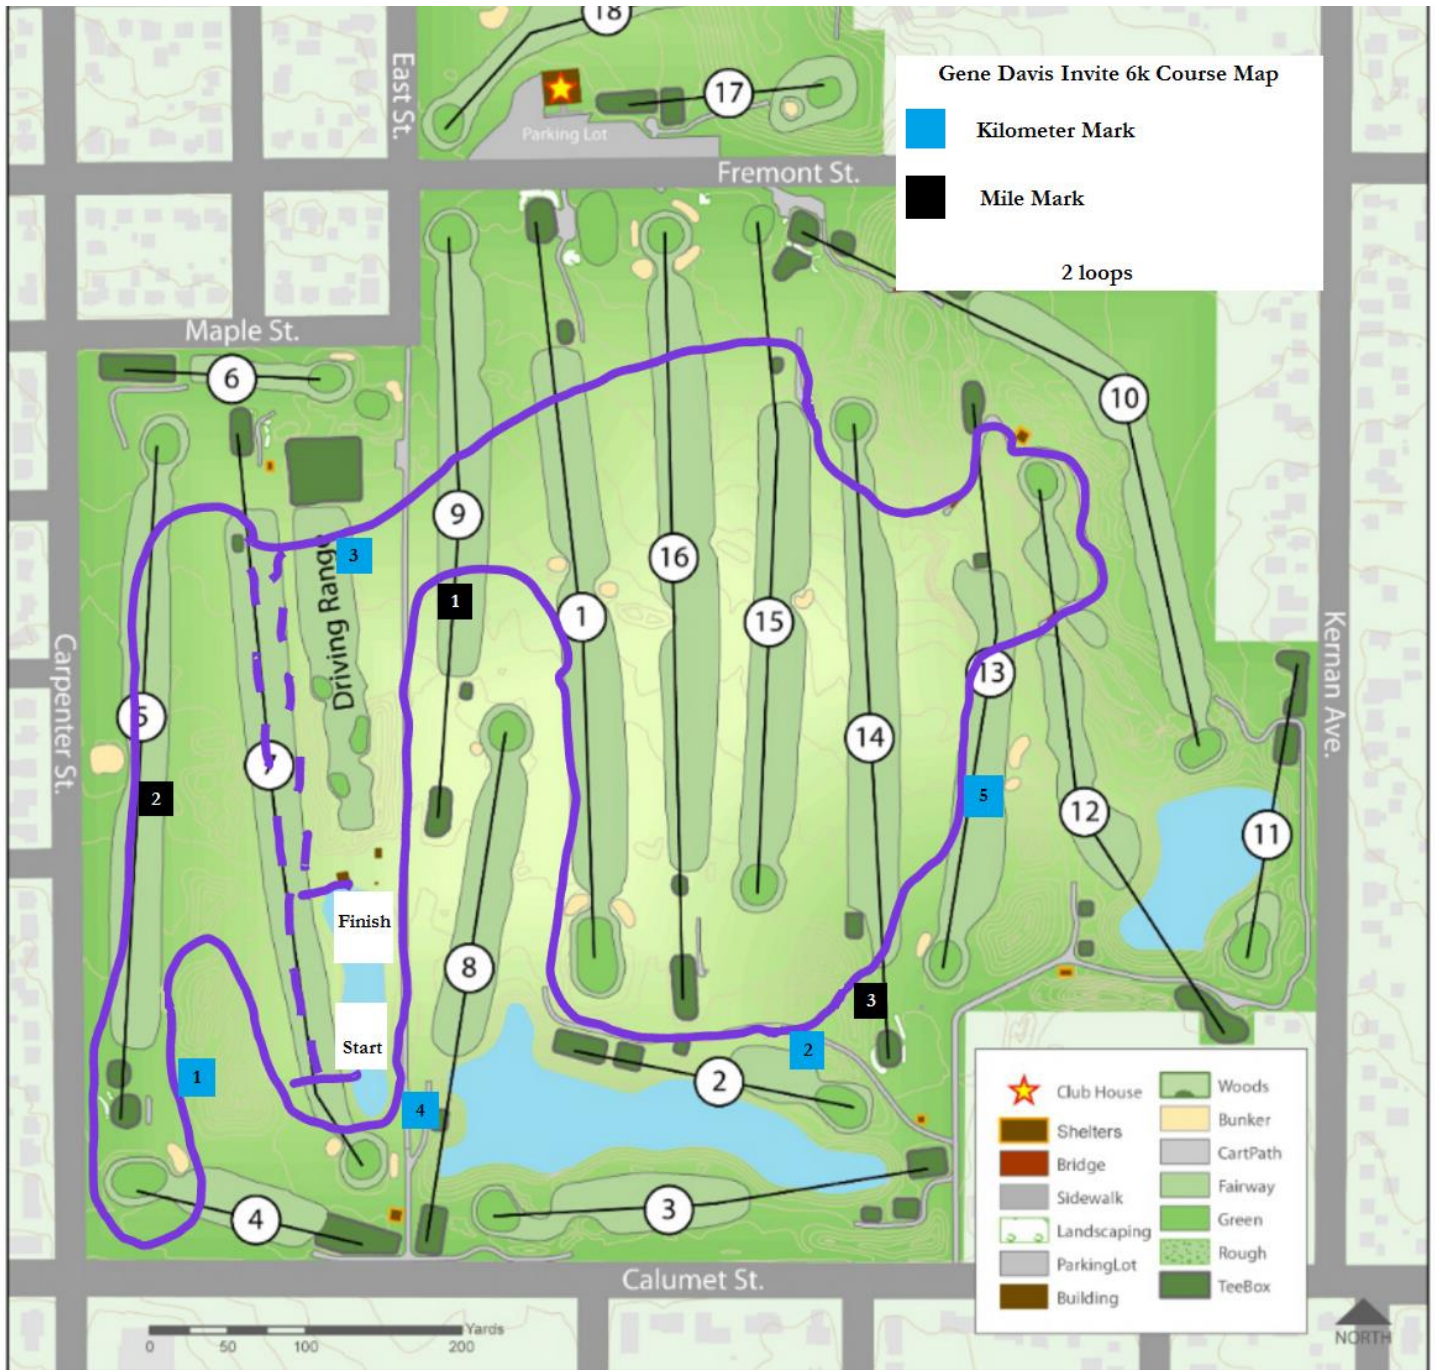 18
East St.
17
Parking Lot
Fremont St.
Gene Davis Invite 6k Course Map
Kilometer Mark
Mile Mark
2 loops
Maple St.
6
10
9
3
Driving Range
16
1
1
15
Carpenter St.
5
13
Kernan Ave.
7
14
2
5
12
11
Finish
8
3
Start
1
2
2
4
3
4
Club House
Shelters
Bridge
Sidewalk
Landscaping
ParkingLot
Building
Woods
Bunker
CartPath
Fairway
Green
Rough
TeeBox
Calumet St.
Yards
0 50 100 200
NORTH